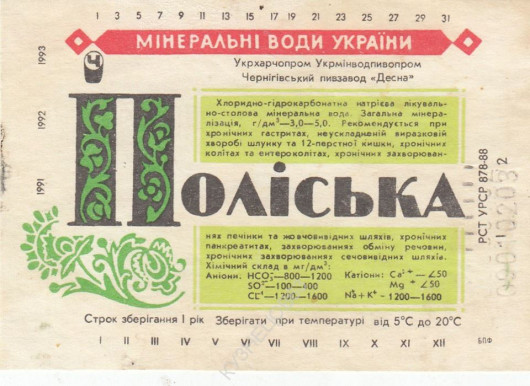 1 3 5 7 9 11 13 15 17 19 21 23 25 27 29 31
МІНЕРАЛЬНІ ВОДИ УКРАЇНИ
1993
1992
1991
Ч
Укрхарчопром Укрмінводпивопром
Чернігівський пивзавод «Десна»
Хлоридно-гідрокарбонатна натрієва лікуваль-
но-столова мінеральна вода. Загальна мінера-
лізація, г/дм³—3,0—5,0. Рекомендується при
хронічних гастритах, неускладненій виразковій
хворобі шлунку та 12-перстної кишки, хронічних
колітах та ентероколітах, хронічних захворюван-
ПОЛІСЬКА
нях печінки та жовчовивідних шляхів, хронічних
панкреатитах, захворюваннях обміну речовин,
хронічних захворюваннях сечовивідних шляхів.
Хімічний склад в мг/дм³:
Аніони: HCO₃⁻—800—1200 Катіони: Ca²⁺ —∠50
SO²⁻—100—400 Mg ⁺ ∠50
CL⁻—1200—1600 Na⁺+K⁺ -1200—1600
РСТ УРСР 878-88
Строк зберігання 1 рік Зберігати при температурі від 5°С до 20°С
I II III IV V VI VII VIII IX X XI XII БПФ